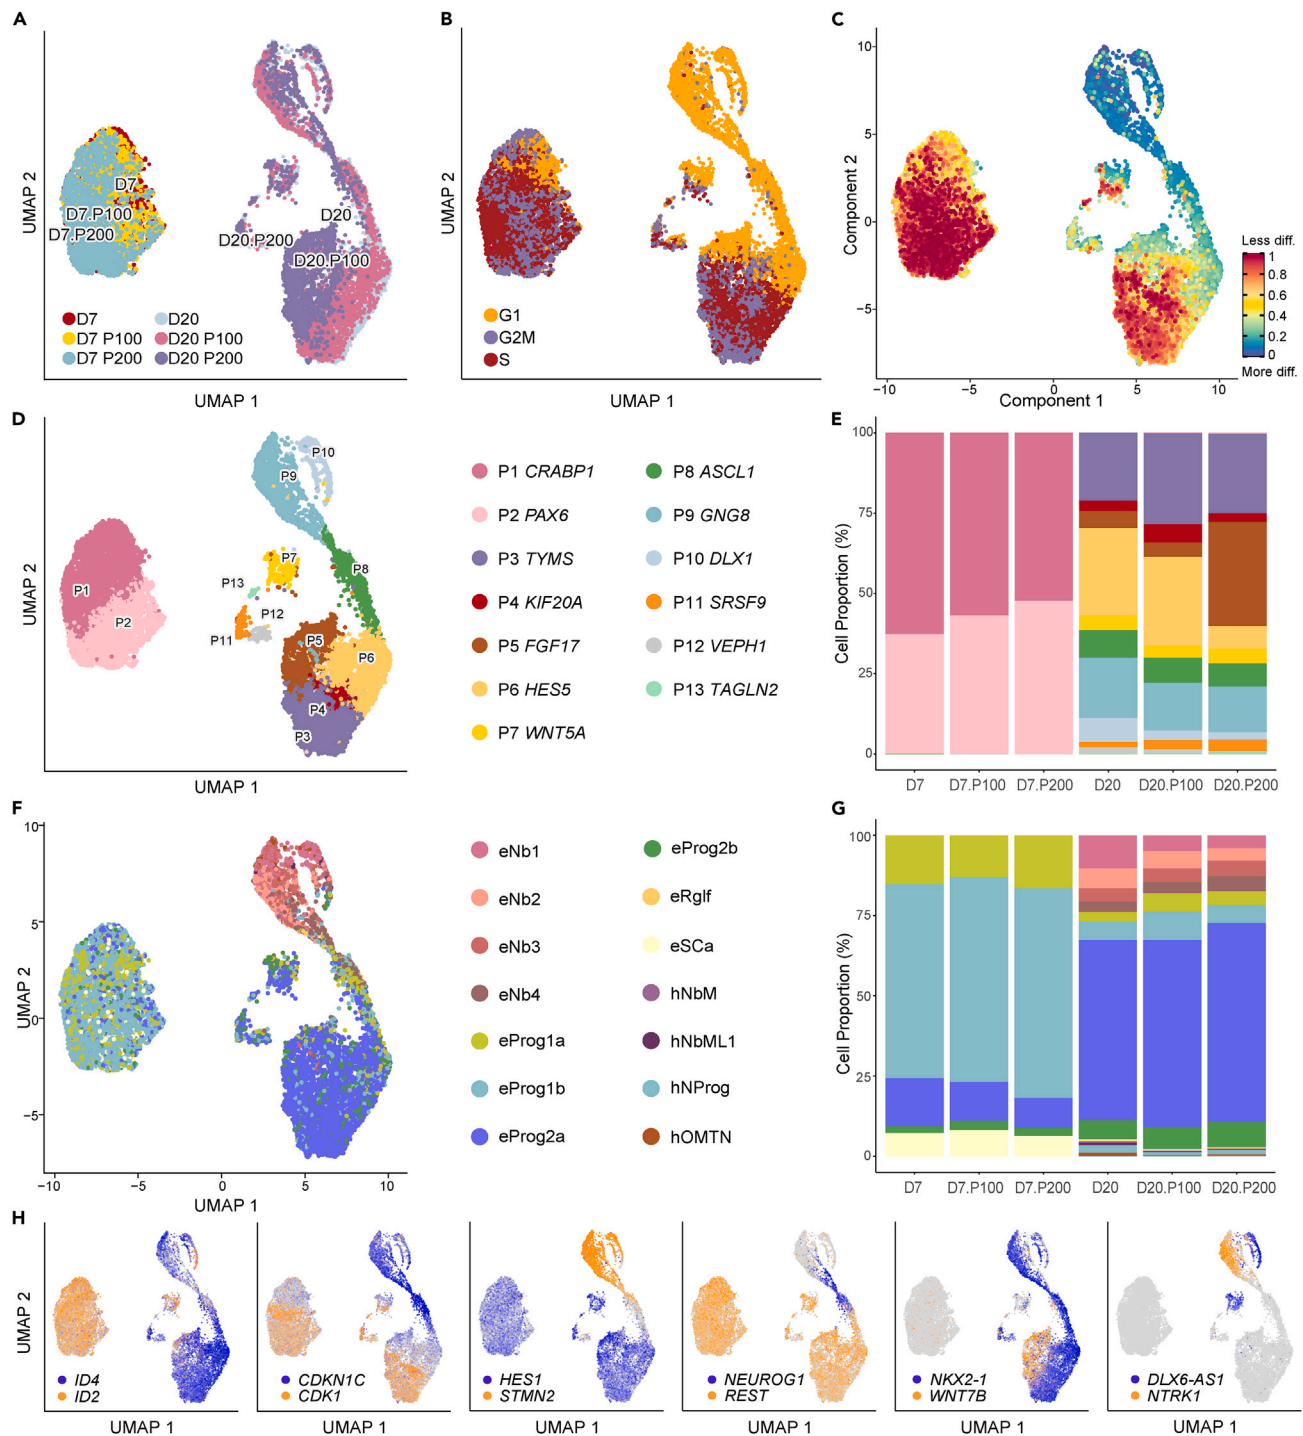 A
UMAP 2
D7
D7.P100
D7.P200
D20
D20.P200
D20.P100
D7
D20
D7 P100
D20 P100
D7 P200
D20 P200
UMAP 1
B
UMAP 2
G1
G2M
S
UMAP 1
C
Component 2
10
5
0
−5
−10
−5
0
5
10
Component 1
Less diff.
1
0.8
0.6
0.4
0.2
0
More diff.
D
UMAP 2
P10
P9
P7
P8
P13
P12
P11
P1
P2
P5
P6
P4
P3
UMAP 1
P1 CRABP1
P2 PAX6
P3 TYMS
P4 KIF20A
P5 FGF17
P6 HES5
P7 WNT5A
P8 ASCL1
P9 GNG8
P10 DLX1
P11 SRSF9
P12 VEPH1
P13 TAGLN2
E
Cell Proportion (%)
100
75
50
25
0
D7
D7.P100
D7.P200
D20
D20.P100
D20.P200
F
UMAP 2
10
5
0
−5
−10
−5
0
5
10
UMAP 1
eNb1
eNb2
eNb3
eNb4
eProg1a
eProg1b
eProg2a
eProg2b
eRglf
eSCa
hNbM
hNbML1
hNProg
hOMTN
G
Cell Proportion (%)
100
75
50
25
0
D7
D7.P100
D7.P200
D20
D20.P100
D20.P200
H
UMAP 2
ID4
ID2
UMAP 1
CDKN1C
CDK1
UMAP 1
HES1
STMN2
UMAP 1
NEUROG1
REST
UMAP 1
NKX2-1
WNT7B
UMAP 1
DLX6-AS1
NTRK1
UMAP 1